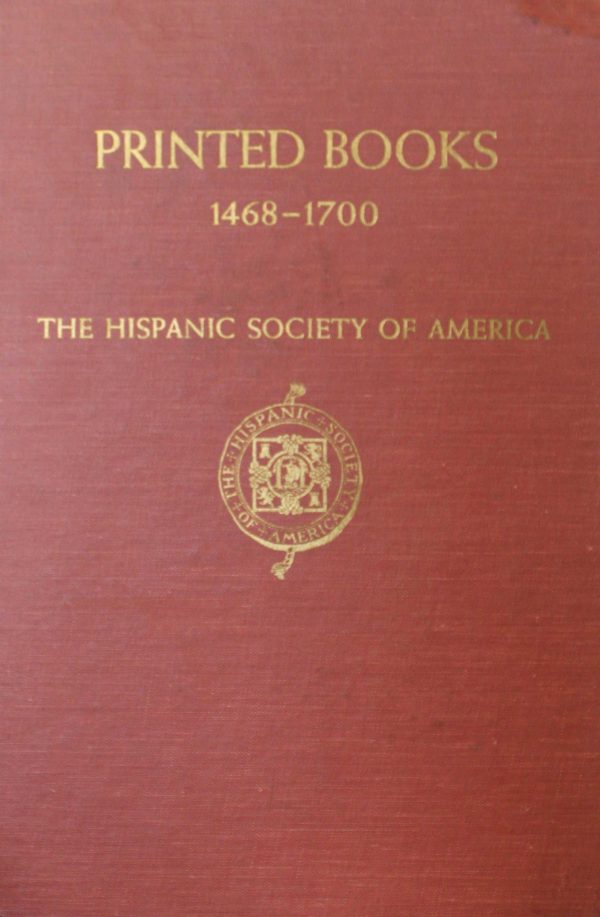 PRINTED BOOKS
1468–1700
THE HISPANIC SOCIETY OF AMERICA
THE + HISPANIC + SOCIETY + OF + AMERICA +